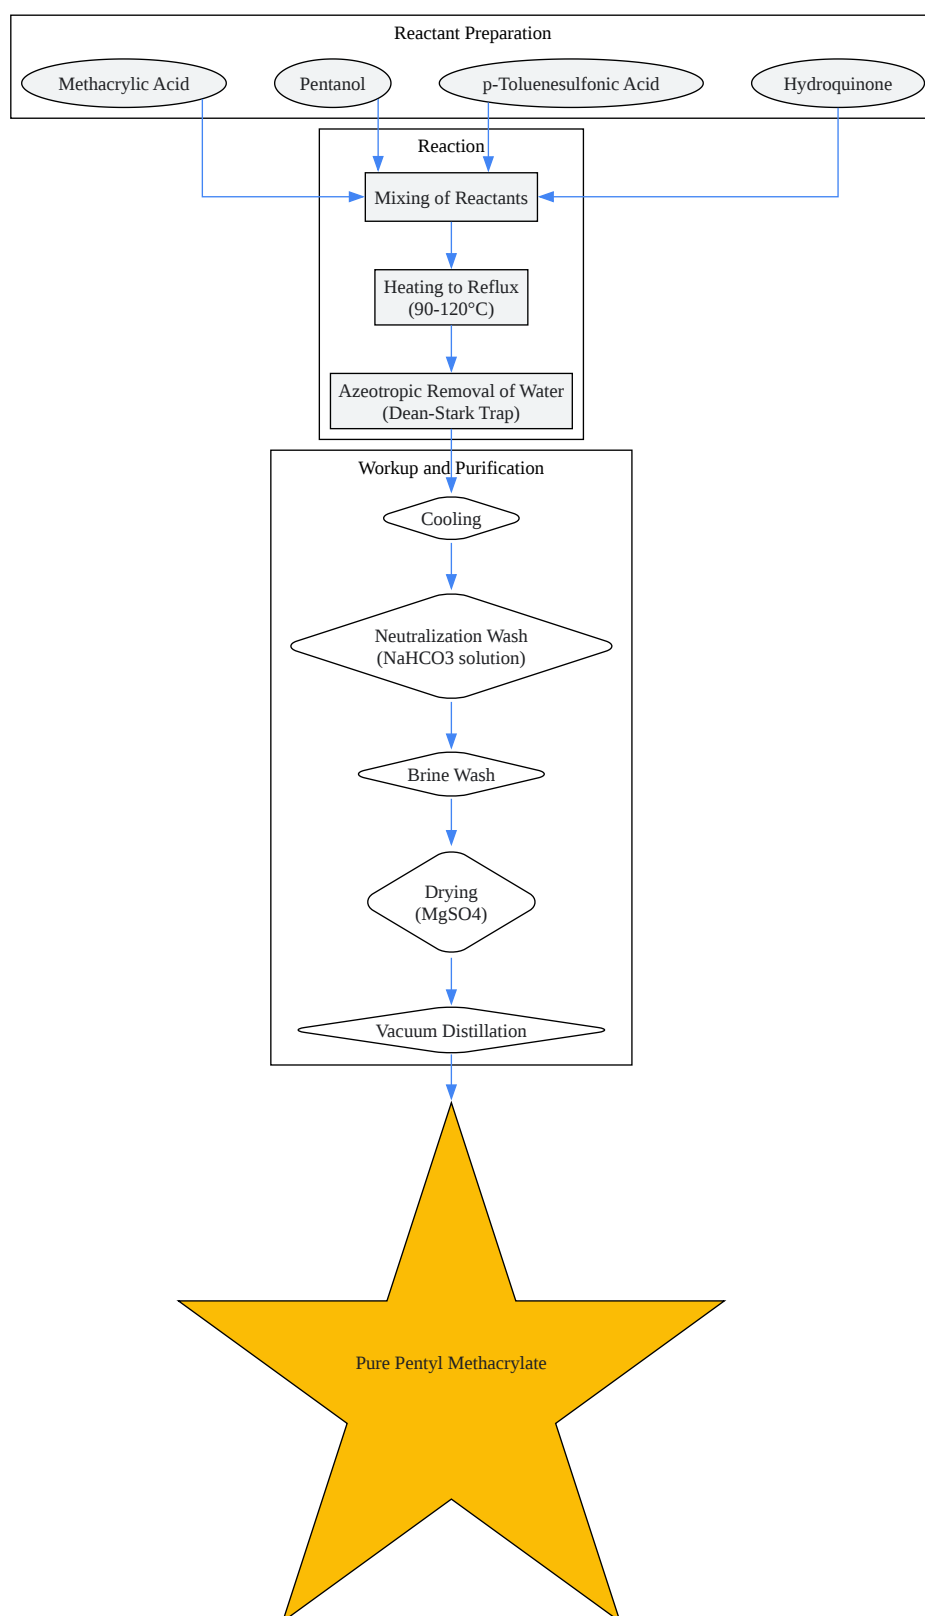 Reactant Preparation
Methacrylic Acid
Pentanol
p-Toluenesulfonic Acid
Hydroquinone
Reaction
Mixing of Reactants
Heating to Reflux
(90-120°C)
Azeotropic Removal of Water
(Dean-Stark Trap)
Workup and Purification
Cooling
Neutralization Wash
(NaHCO3 solution)
Brine Wash
Drying
(MgSO4)
Vacuum Distillation
Pure Pentyl Methacrylate